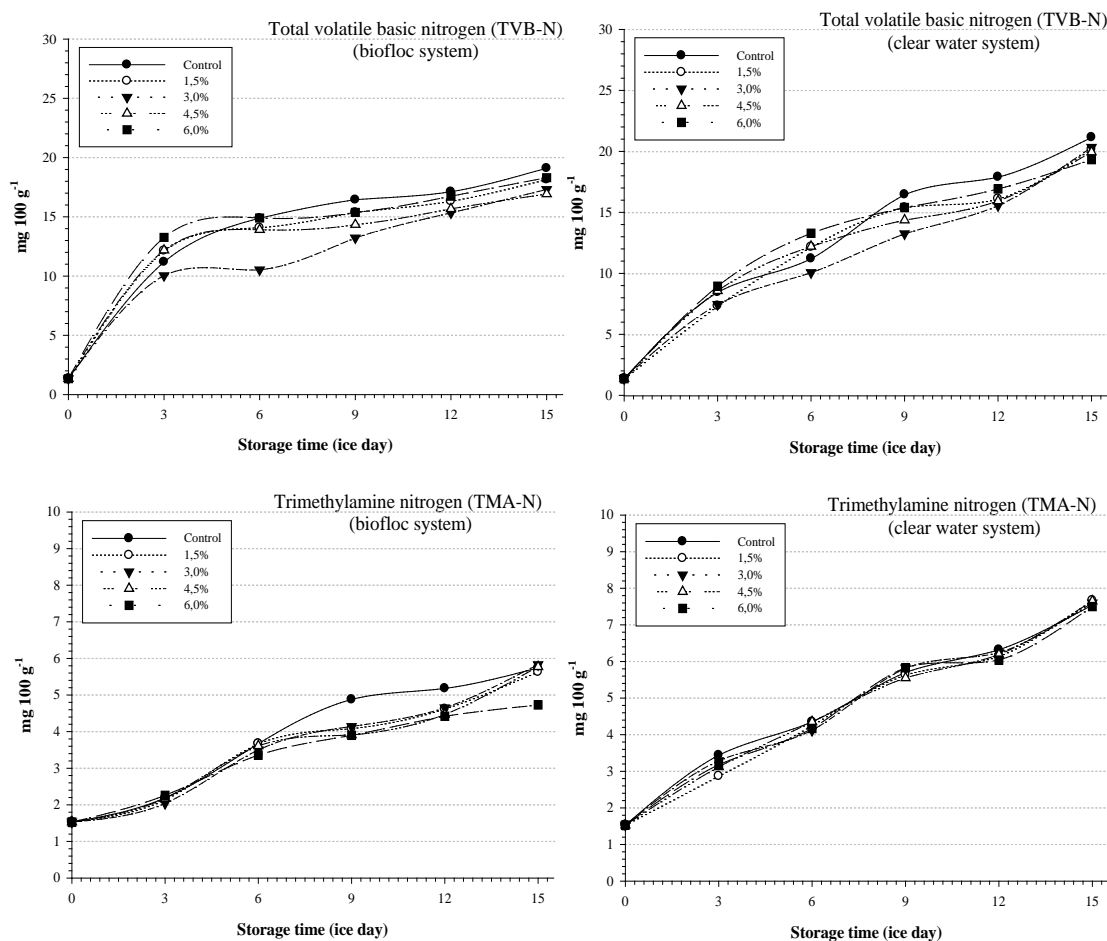 Total volatile basic nitrogen (TVB-N)
(biofloc system)
Control
1,5%
3,0%
4,5%
6,0%
30
25
20
15
10
5
0
mg 100 g-1
0 3 6 9 12 15
Storage time (ice day)
Total volatile basic nitrogen (TVB-N)
(clear water system)
Control
1,5%
3,0%
4,5%
6,0%
30
25
20
15
10
5
0
mg 100 g-1
0 3 6 9 12 15
Storage time (ice day)
Trimethylamine nitrogen (TMA-N)
(biofloc system)
Control
1,5%
3,0%
4,5%
6,0%
10
9
8
7
6
5
4
3
2
1
0
mg 100 g-1
0 3 6 9 12 15
Storage time (ice day)
Trimethylamine nitrogen (TMA-N)
(clear water system)
Control
1,5%
3,0%
4,5%
6,0%
10
9
8
7
6
5
4
3
2
1
0
mg 100 g-1
0 3 6 9 12 15
Storage time (ice day)